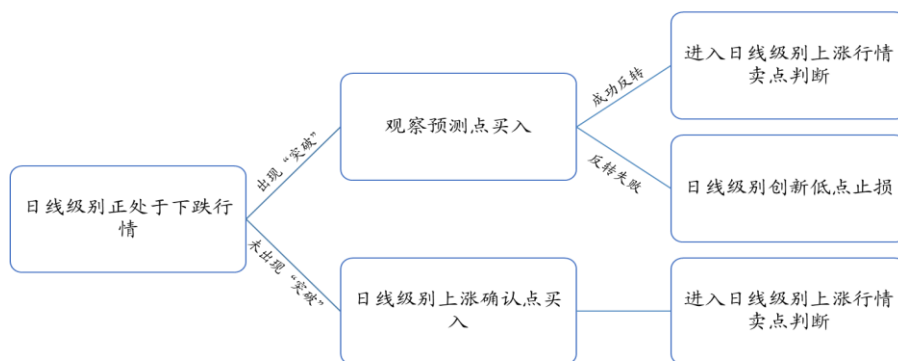 进入日线级别上涨行情
卖点判断
成功反转
观察预测点买入
出现“突破”
反转失败
日线级别创新低点止损
日线级别正处于下跌行
情
未出现“突破”
日线级别上涨确认点买
入
进入日线级别上涨行情
卖点判断